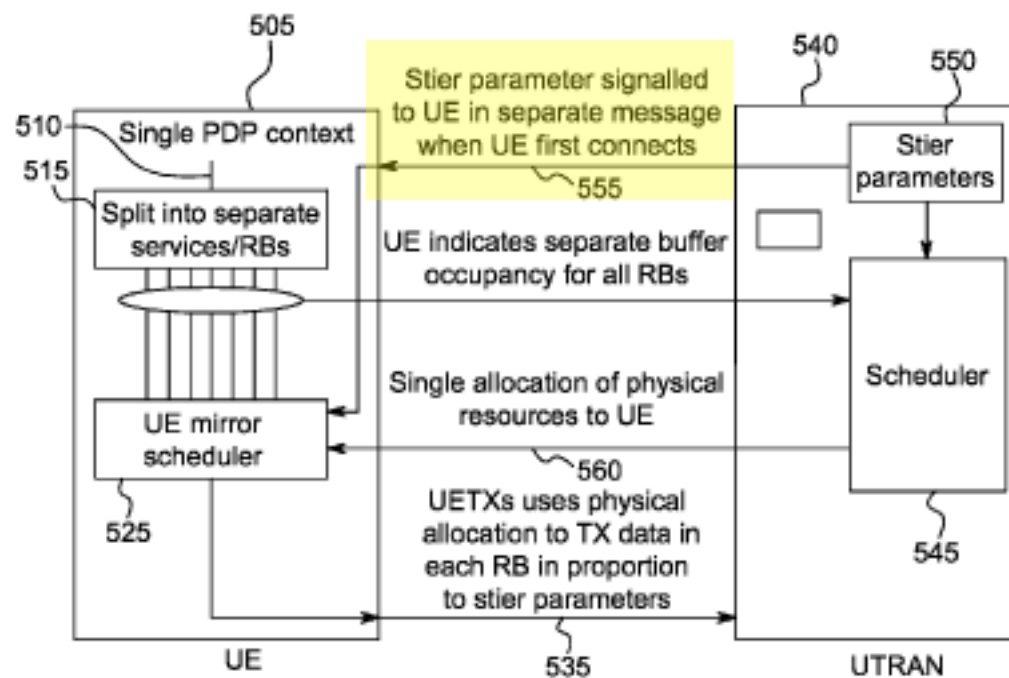 505
540
550
510
515
Single PDP context
Stier parameter signalled
to UE in separate message
when UE first connects
555
Stier
parameters
Split into separate
services/RBs
UE indicates separate buffer
occupancy for all RBs
Single allocation of physical
resources to UE
560
Scheduler
545
UE mirror
scheduler
525
UETXs uses physical
allocation to TX data in
each RB in proportion
to stier parameters
535
UE
UTRAN